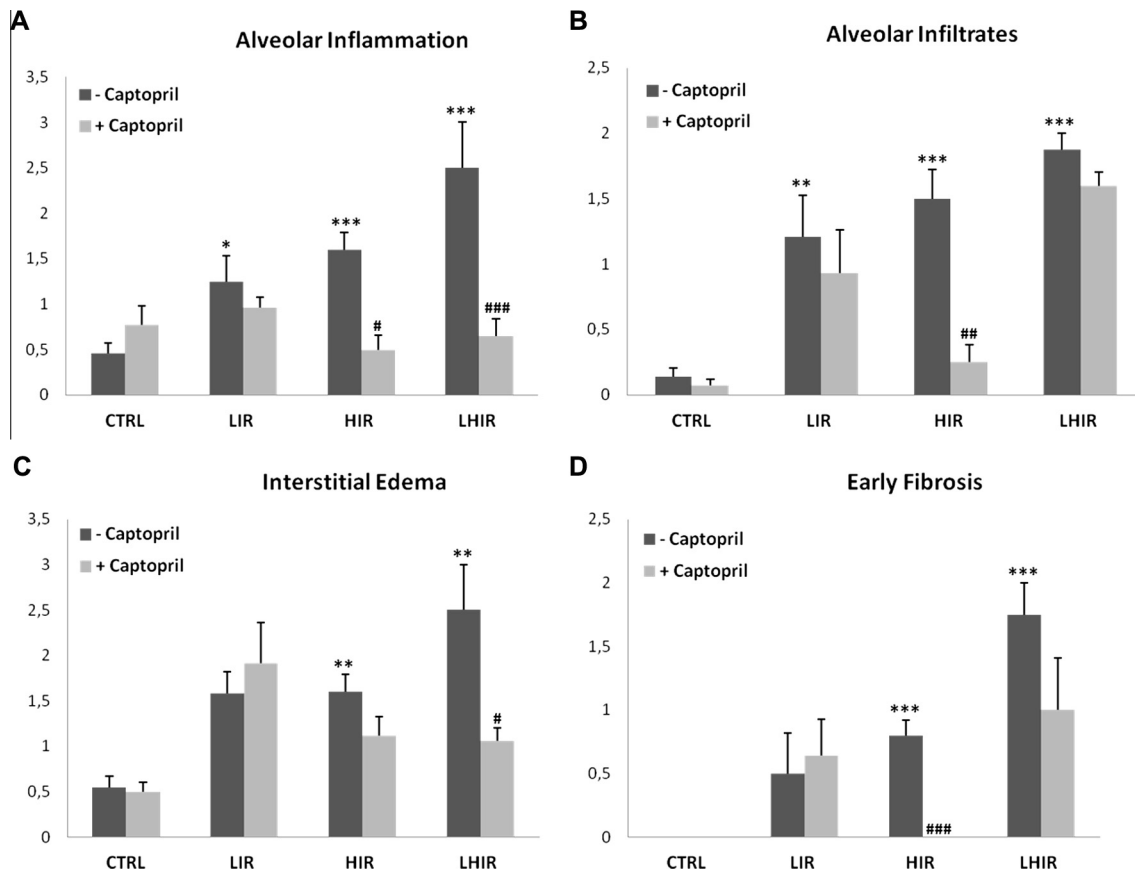 A
Alveolar Inflammation
3,5
3
2,5
2
1,5
1
0,5
0
- Captopril
+ Captopril
*
***
#
***
###
CTRL LIR HIR LHIR
B
Alveolar Infiltrates
2,5
2
1,5
1
0,5
0
- Captopril
+ Captopril
**
***
##
***
CTRL LIR HIR LHIR
C
Interstitial Edema
3,5
3
2,5
2
1,5
1
0,5
0
- Captopril
+ Captopril
**
**
#
CTRL LIR HIR LHIR
D
Early Fibrosis
2,5
2
1,5
1
0,5
0
- Captopril
+ Captopril
***
###
***
CTRL LIR HIR LHIR